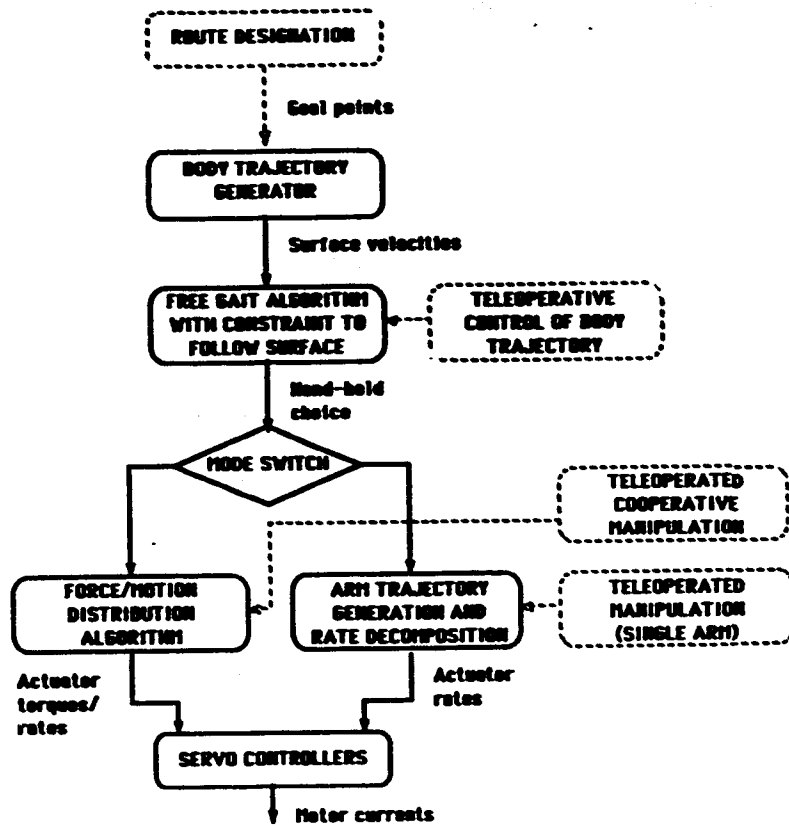 ROUTE DESIGNATION
Goal points
BODY TRAJECTORY
GENERATOR
Surface velocities
FREE GAIT ALGORITHM
WITH CONSTRAINT TO
FOLLOW SURFACE
TELEOPERATIVE
CONTROL OF BODY
TRAJECTORY
Hand-hold
choice
MODE SWITCH
TELEOPERATED
COOPERATIVE
MANIPULATION
FORCE/MOTION
DISTRIBUTION
ALGORITHM
ARM TRAJECTORY
GENERATION AND
RATE DECOMPOSITION
TELEOPERATED
MANIPULATION
(SINGLE ARM)
Actuator
torques/
rates
Actuator
rates
SERVO CONTROLLERS
Motor currents